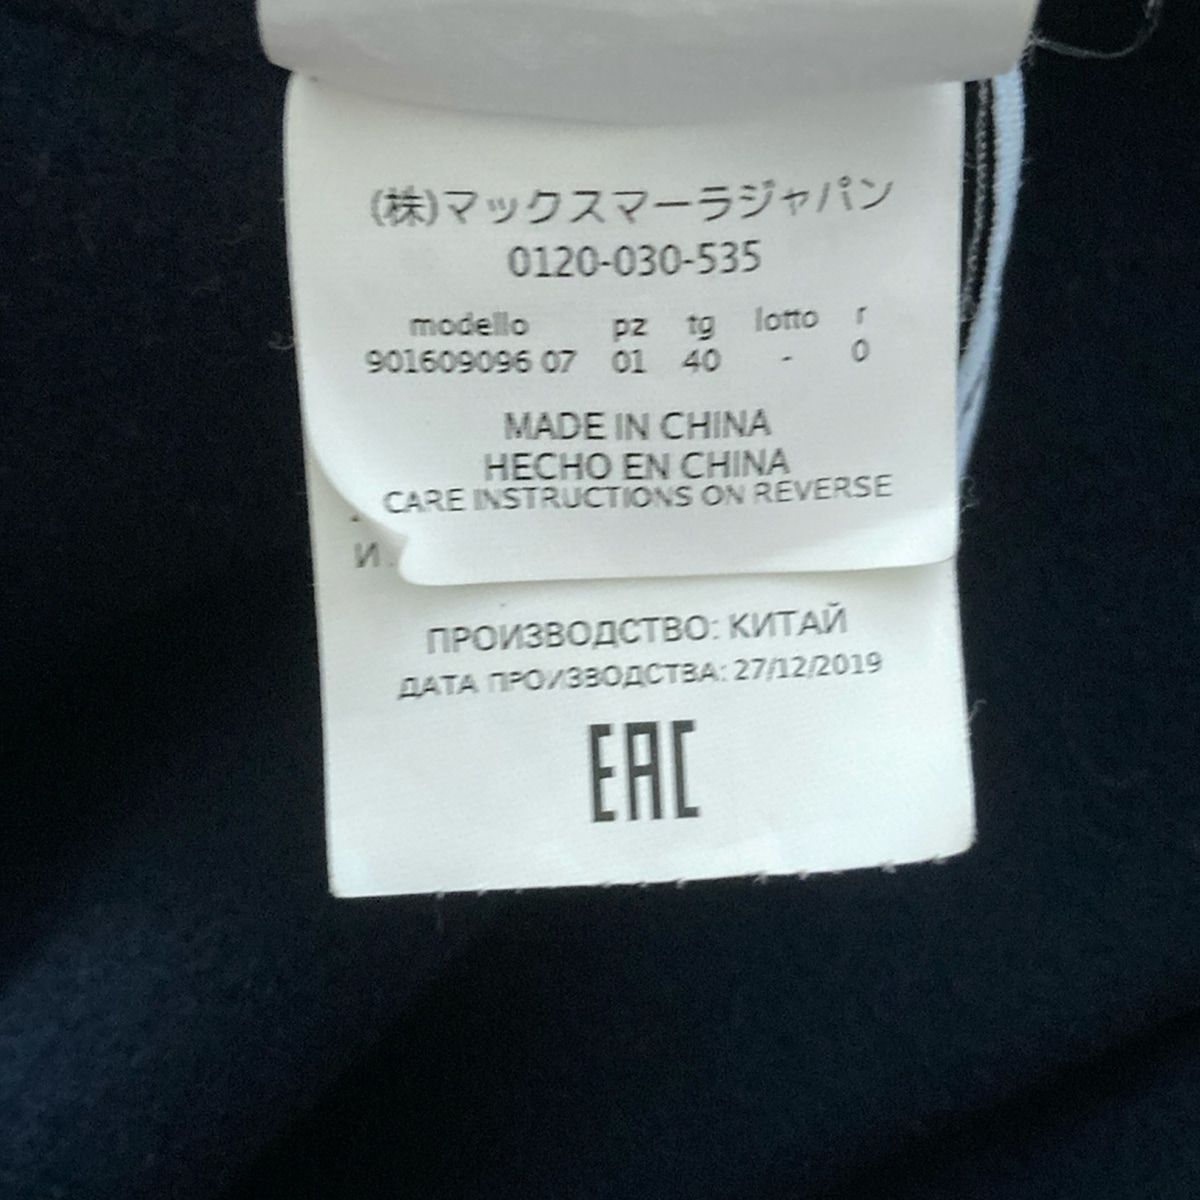 (株)マックスマーラジャパン
0120-030-535
modello pz tg lotto r
901609096 07 01 40 - 0
MADE IN CHINA
HECHO EN CHINA
CARE INSTRUCTIONS ON REVERSE
И
ПРОИЗВОДСТВО: КИТАЙ
ДАТА ПРОИЗВОДСТВА: 27/12/2019
EAC